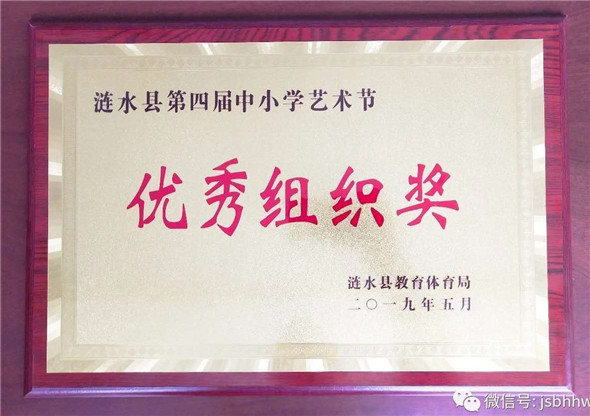 涟水县第四届中小学艺术节
优秀组织奖
涟水县教育体育局
二〇一九年五月
微信号: jsbhhw